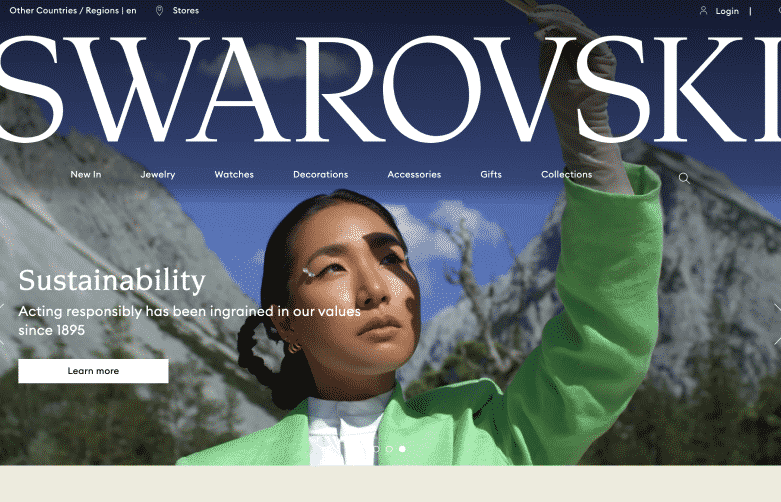 Other Countries / Regions | en
Stores
Login |
SWAROVSKI
New In
Jewelry
Watches
Decorations
Accessories
Gifts
Collections
Sustainability
Acting responsibly has been ingrained in our values
since 1895
Learn more